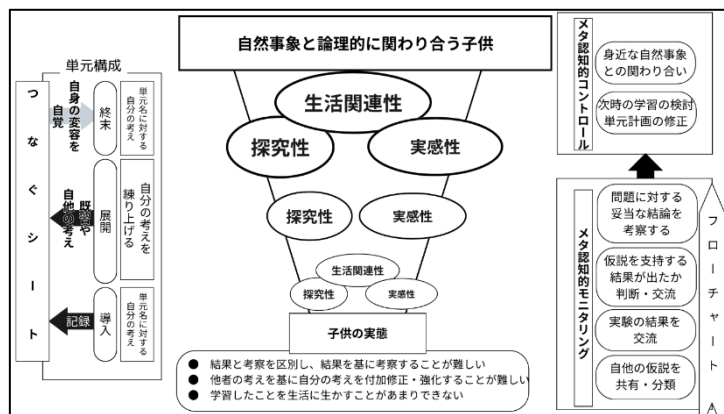 自然事象と論理的に関わり合う子供
単元構成
つなぐシート
自身の変容を
自覚
終末
単元名に対する
自分の考え
既習や
自他の考え
展開
自分の考えを
練り上げる
記録
導入
単元名に対する
自分の考え
生活関連性
探究性
実感性
探究性
実感性
生活関連性
探究性
実感性
子供の実態
● 結果と考察を区別し、結果を基に考察することが難しい
● 他者の考えを基に自分の考えを付加修正・強化することが難しい
● 学習したことを生活に生かすことがあまりできない
メタ認知的コントロール
身近な自然事象
との関わり合い
次時の学習の検討
単元計画の修正
メタ認知的モニタリング
問題に対する
妥当な結論を
考察する
仮説を支持する
結果が出たか
判断・交流
実験の結果を
交流
自他の仮説を
共有・分類
フローチャート